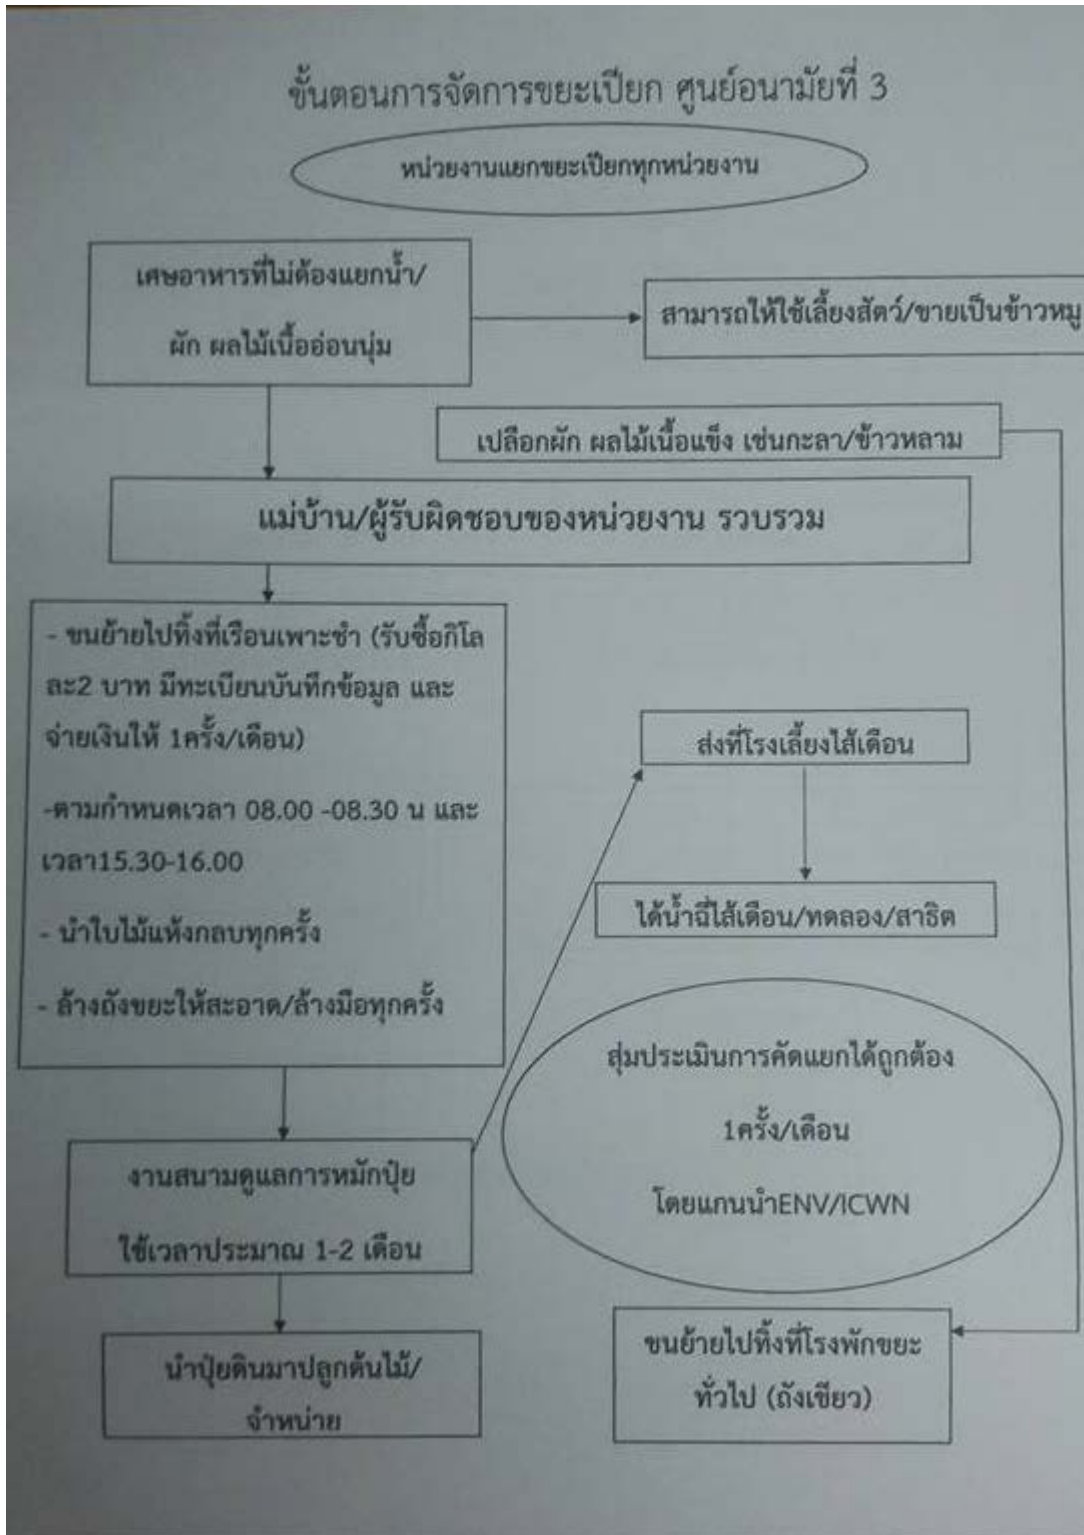 ขั้นตอนการจัดการขยะเปียก ศูนย์อนามัยที่ 3
หน่วยงานแยกขยะเปียกทุกหน่วยงาน
เศษอาหารที่ไม่ต้องแยกน้ำ/
ผัก ผลไม้เนื้ออ่อนนุ่ม
สามารถให้ใช้เลี้ยงสัตว์/ขายเป็นข้าวหมู
เปลือกผัก ผลไม้เนื้อแข็ง เช่นกะลา/ข้าวหลาม
แม่บ้าน/ผู้รับผิดชอบของหน่วยงาน รวบรวม
- ขนย้ายไปทิ้งที่เรือนเพาะชำ (รับซื้อกิโล
ละ2 บาท มีทะเบียนบันทึกข้อมูล และ
จ่ายเงินให้ 1ครั้ง/เดือน)
-ตามกำหนดเวลา 08.00 -08.30 น และ
เวลา15.30-16.00
- นำใบไม้แห้งกลบทุกครั้ง
- ล้างถังขยะให้สะอาด/ล้างมือทุกครั้ง
ส่งที่โรงเลี้ยงไส้เดือน
ได้น้ำฉี่ไส้เดือน/ทดลอง/สาธิต
สุ่มประเมินการคัดแยกได้ถูกต้อง
1ครั้ง/เดือน
โดยแกนนำENV/ICWN
งานสนามดูแลการหมักปุ๋ย
ใช้เวลาประมาณ 1-2 เดือน
นำปุ๋ยดินมาปลูกต้นไม้/
จำหน่าย
ขนย้ายไปทิ้งที่โรงพักขยะ
ทั่วไป (ถังเขียว)